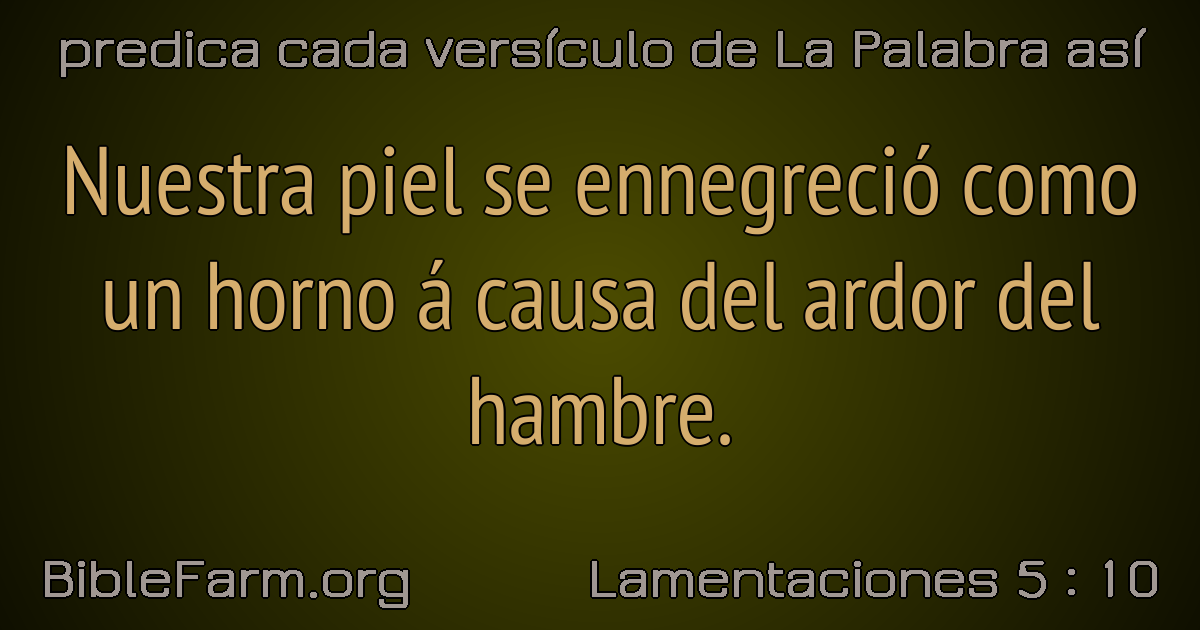 predica cada versículo de La Palabra así
Nuestra piel se ennegreció como
un horno á causa del ardor del
hambre.
BibleFarm.org
Lamentaciones 5 : 10